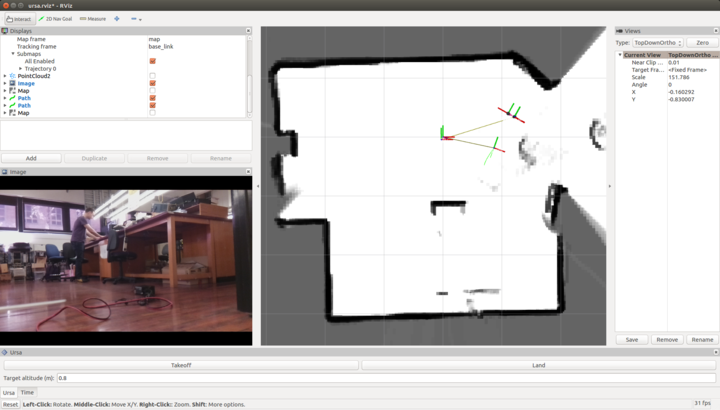 ursa.rviz* - RViz
Interact 2D Nav Goal Measure
Displays
Map frame map
Tracking frame base_link
Submaps
All Enabled
Trajectory 0
PointCloud2
Image
Map
Path
Path
Map
Add Duplicate Remove Rename
Image
Views
Type: TopDownOrtho Zero
Current View TopDownOrtho
Near Clip ... 0.01
Target Fra... <Fixed Frame>
Scale 151.786
Angle 0
X -0.160292
Y -0.830007
Save Remove Rename
Ursa
Takeoff Land
Target altitude (m): 0.8
Ursa Time
Reset Left-Click: Rotate. Middle-Click: Move X/Y. Right-Click:: Zoom. Shift: More options. 31 fps